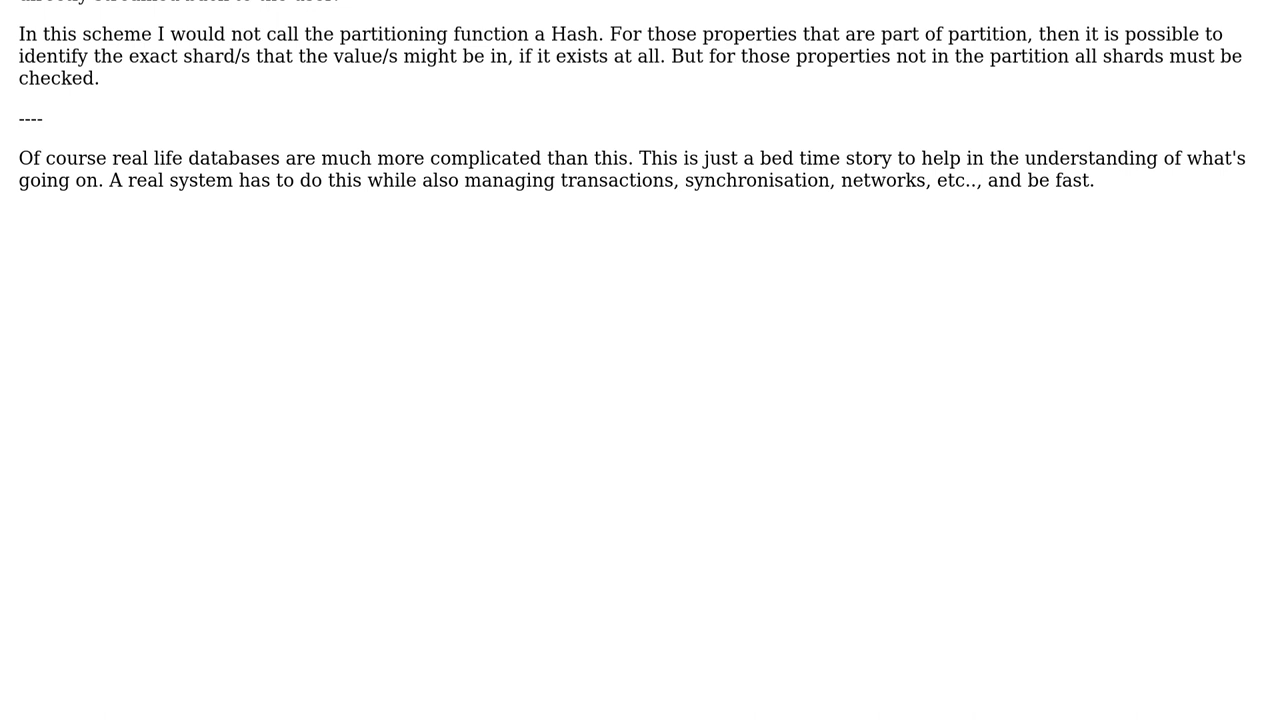 In this scheme I would not call the partitioning function a Hash. For those properties that are part of partition, then it is possible to
identify the exact shard/s that the value/s might be in, if it exists at all. But for those properties not in the partition all shards must be
checked.
----
Of course real life databases are much more complicated than this. This is just a bed time story to help in the understanding of what's
going on. A real system has to do this while also managing transactions, synchronisation, networks, etc.., and be fast.